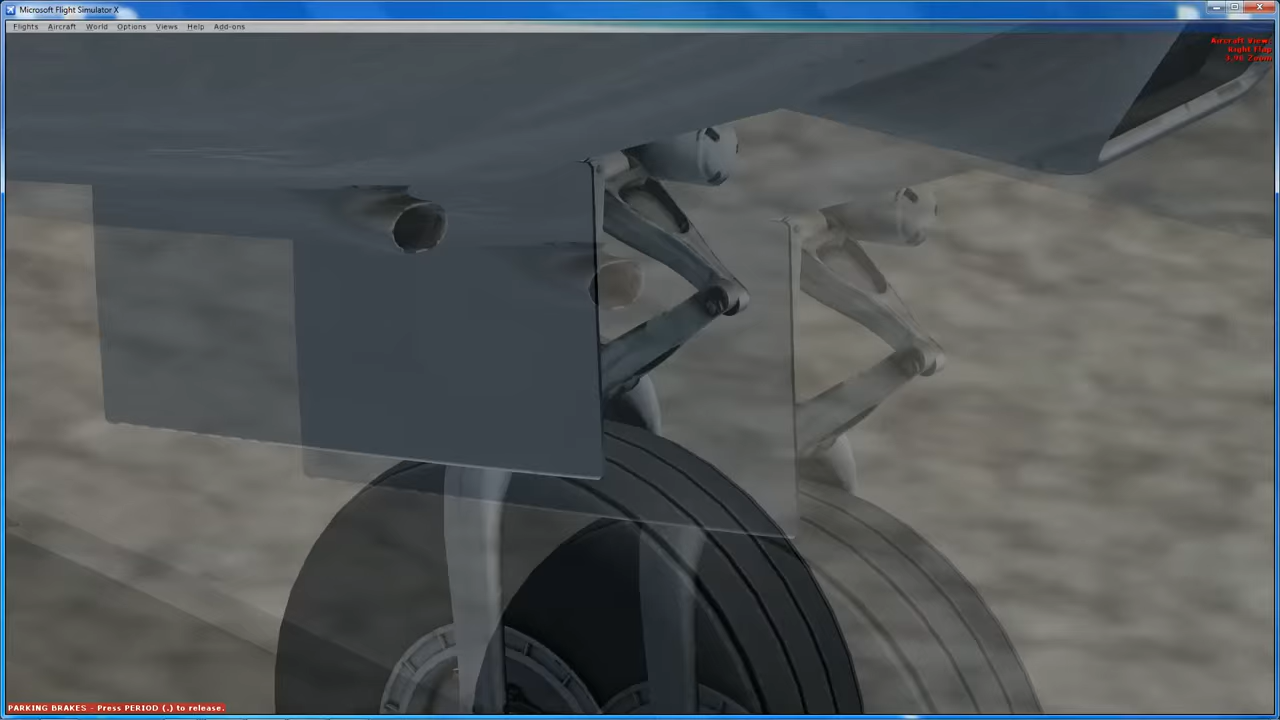 Microsoft Flight Simulator X
Flights Aircraft World Options Views Help Add-ons
Aircraft View:
Right Flap
Zoom
PARKING BRAKES - Press PERIOD (.) to release.